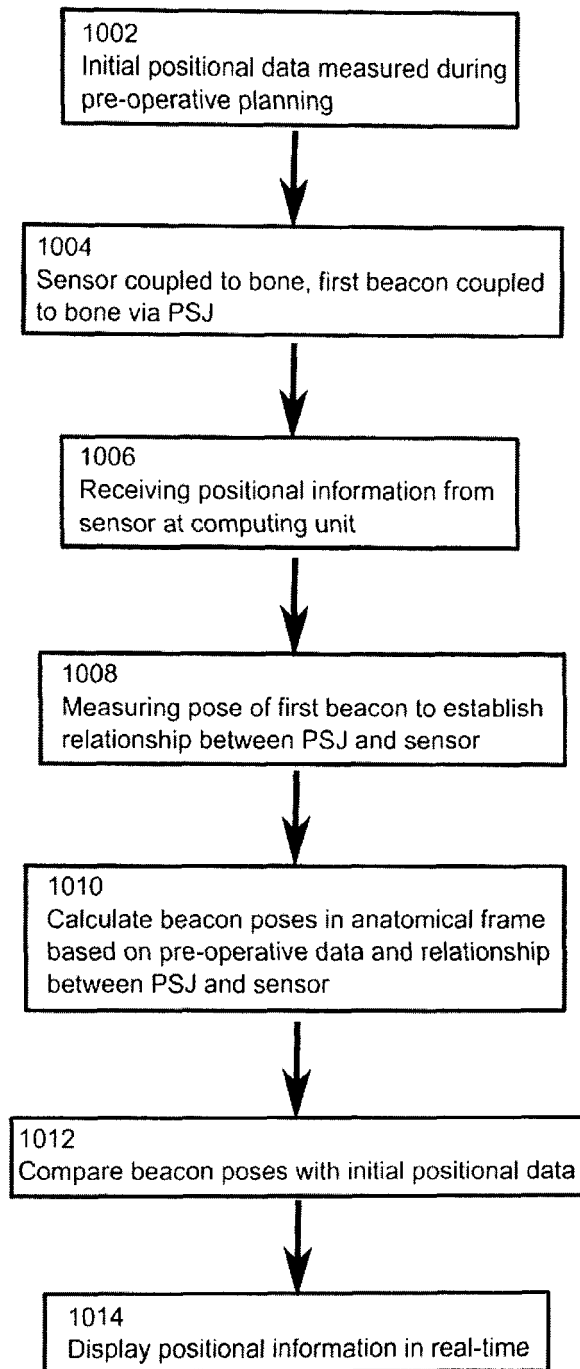 1002
Initial positional data measured during
pre-operative planning
1004
Sensor coupled to bone, first beacon coupled
to bone via PSJ
1006
Receiving positional information from
sensor at computing unit
1008
Measuring pose of first beacon to establish
relationship between PSJ and sensor
1010
Calculate beacon poses in anatomical frame
based on pre-operative data and relationship
between PSJ and sensor
1012
Compare beacon poses with initial positional data
1014
Display positional information in real-time